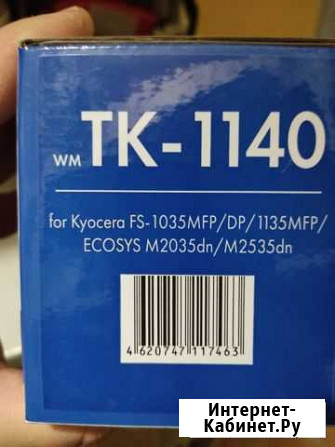 WM TK-1140
for Kyocera FS-1035MFP/DP/1135MFP/
ECOSYS M2035dn/M2535dn
4 620747 117463
Интернет-
Кабинет.Ру